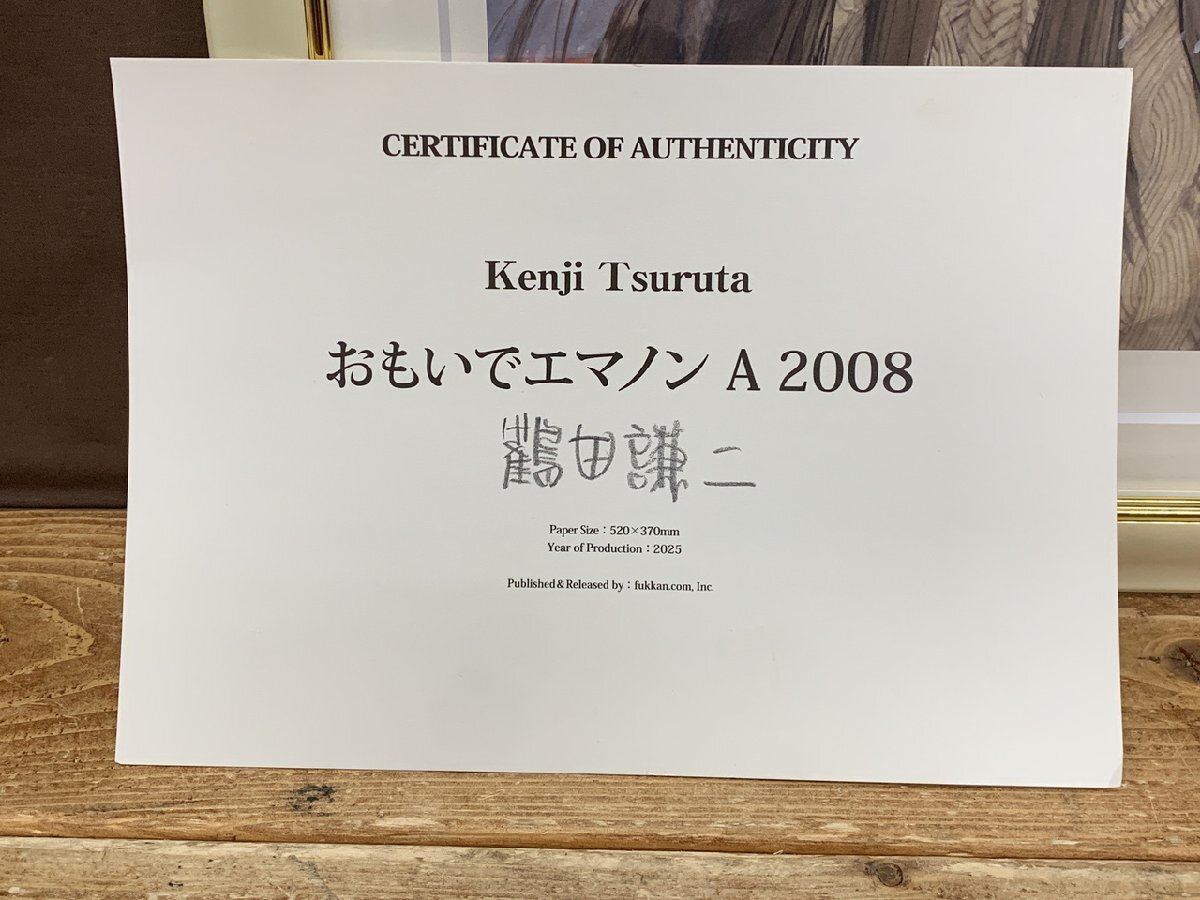 CERTIFICATE OF AUTHENTICITY
Kenji Tsuruta
おもいでエマノン A 2008
鶴田謙二
Paper Size：520×370mm
Year of Production：2025
Published & Released by：fukkan.com, Inc.